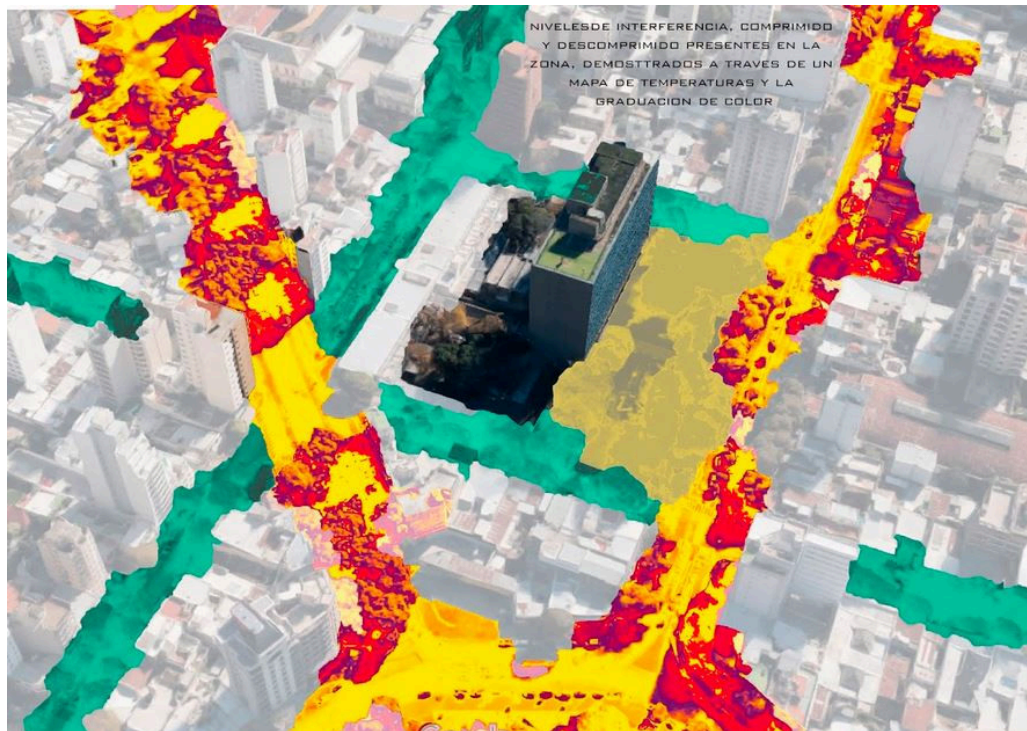 NIVELESDE INTERFERENCIA, COMPRIMIDO
Y DESCOMPRIMIDO PRESENTES EN LA
ZONA, DEMOSTTRADOS A TRAVES DE UN
MAPA DE TEMPERATURAS Y LA
GRADUACION DE COLOR